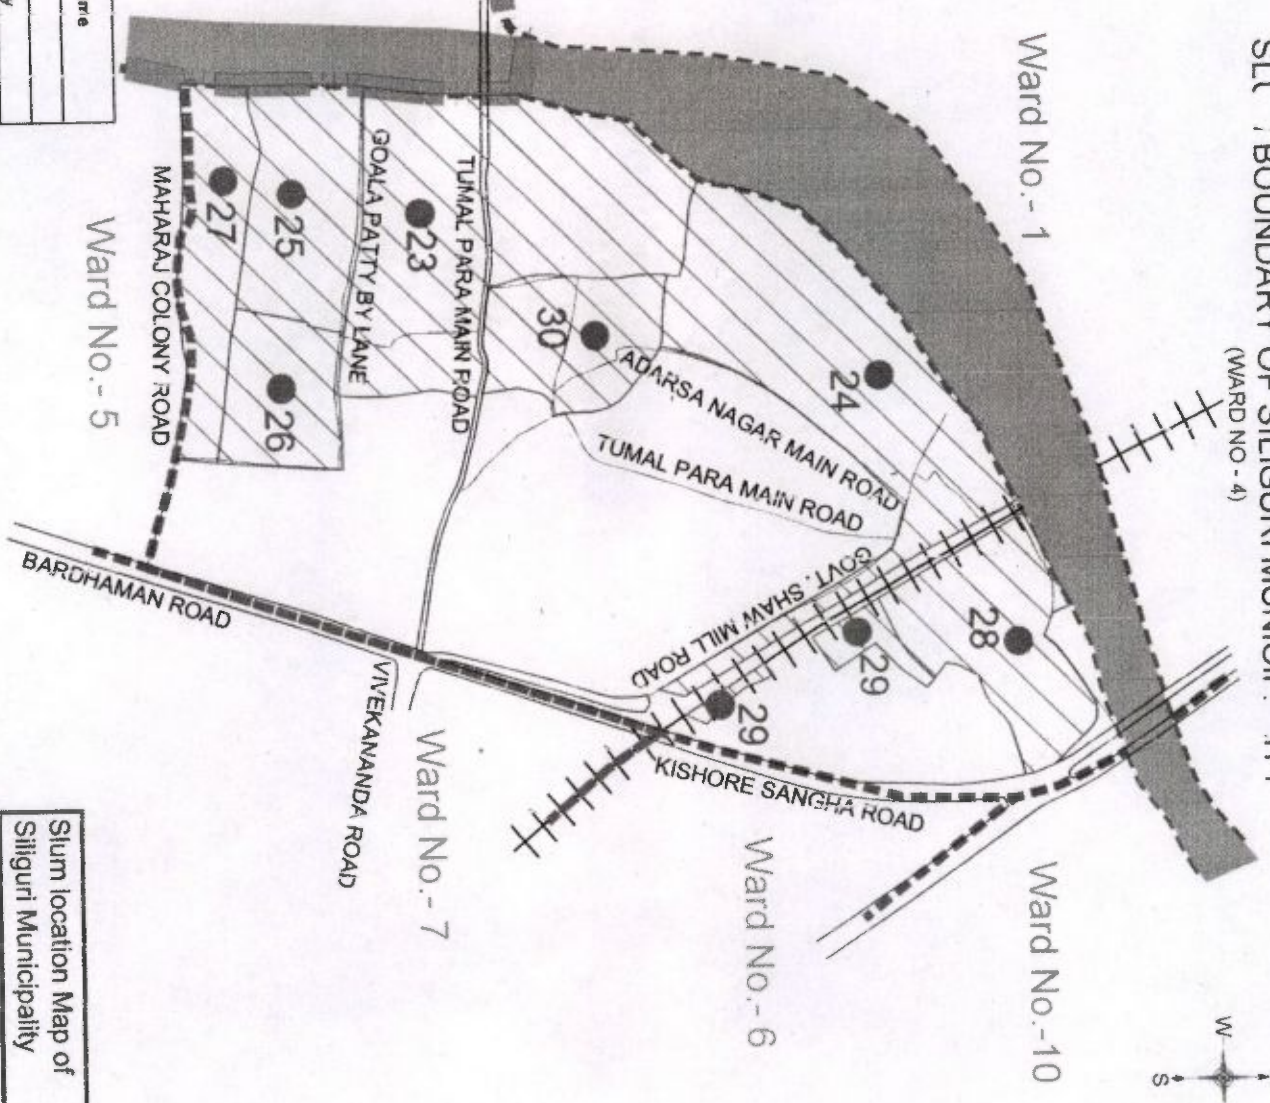 BOUNDARY OF SILIGURI
(WARD NO - 4)
W
S
Ward No.- 1
Ward No.-10
24
28
29
29
30
ADARSA NAGAR MAIN ROAD
TUMAL PARA MAIN ROAD
GOVT. SHAW MILL ROAD
KISHORE SANGHA ROAD
Ward No.- 6
TUMAL PARA MAIN ROAD
23
GOALA PATTY BY LANE
25
26
27
MAHARAJ COLONY ROAD
Ward No.- 7
VIVEKANANDA ROAD
Ward No.- 5
BARDHAMAN ROAD
Slum location Map of
Siliguri Municipality